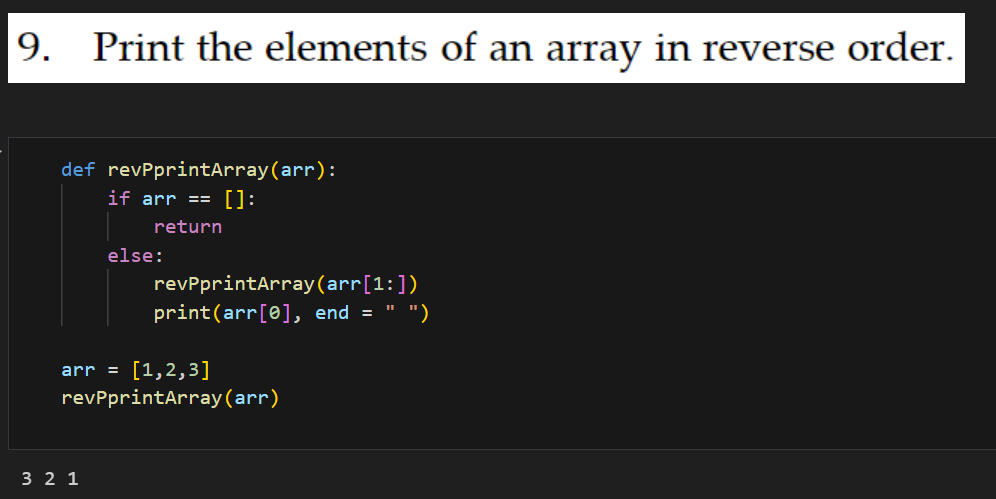 9. Print the elements of an array in reverse order.
def revPprintArray(arr):
    if arr == []:
        return
    else:
        revPprintArray(arr[1:])
        print(arr[0], end = " ")
arr = [1,2,3]
revPprintArray(arr)
3 2 1